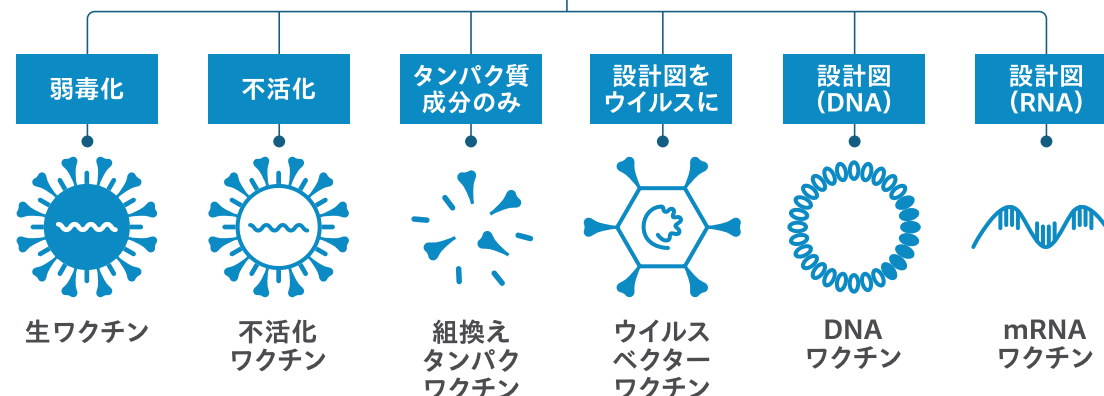 弱毒化
不活化
タンパク質
成分のみ
設計図を
ウイルスに
設計図
（DNA）
設計図
（RNA）
生ワクチン
不活化
ワクチン
組換え
タンパク
ワクチン
ウイルス
ベクター
ワクチン
DNA
ワクチン
mRNA
ワクチン